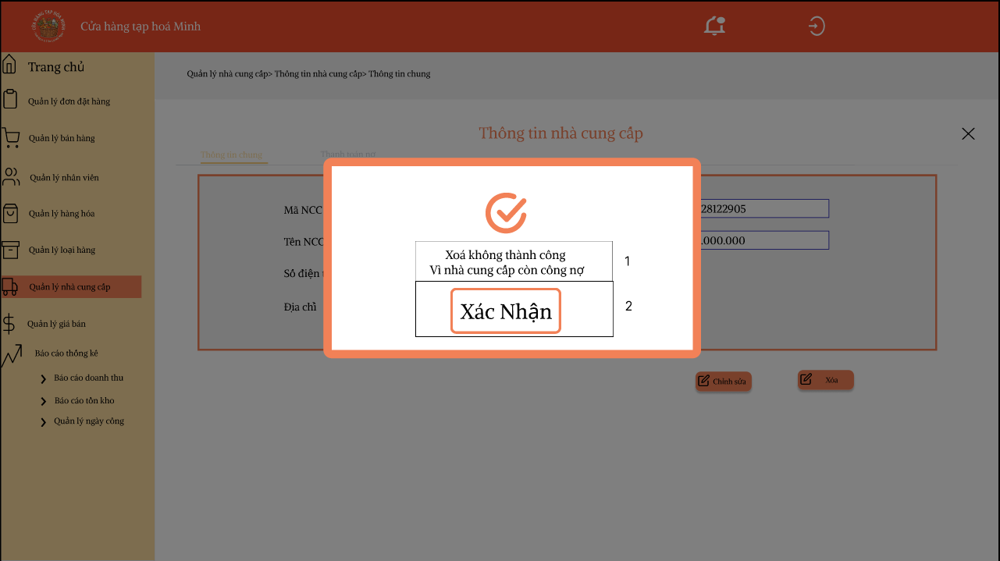 CỬA HÀNG TẠP HÓA MINH
Cửa hàng tạp hoá Minh
Trang chủ
Quản lý đơn đặt hàng
Quản lý bán hàng
Quản lý nhân viên
Quản lý hàng hóa
Quản lý loại hàng
Quản lý nhà cung cấp
Quản lý giá bán
Báo cáo thống kê
Báo cáo doanh thu
Báo cáo tồn kho
Quản lý ngày công
Quản lý nhà cung cấp> Thông tin nhà cung cấp> Thông tin chung
Thông tin nhà cung cấp
Thông tin chung
Thanh toán nợ
Mã NCC
28122905
Tên NCC
.000.000
Số điện
Địa chỉ
Xoá không thành công
Vì nhà cung cấp còn công nợ
1
Xác Nhận
2
Chỉnh sửa
Xóa